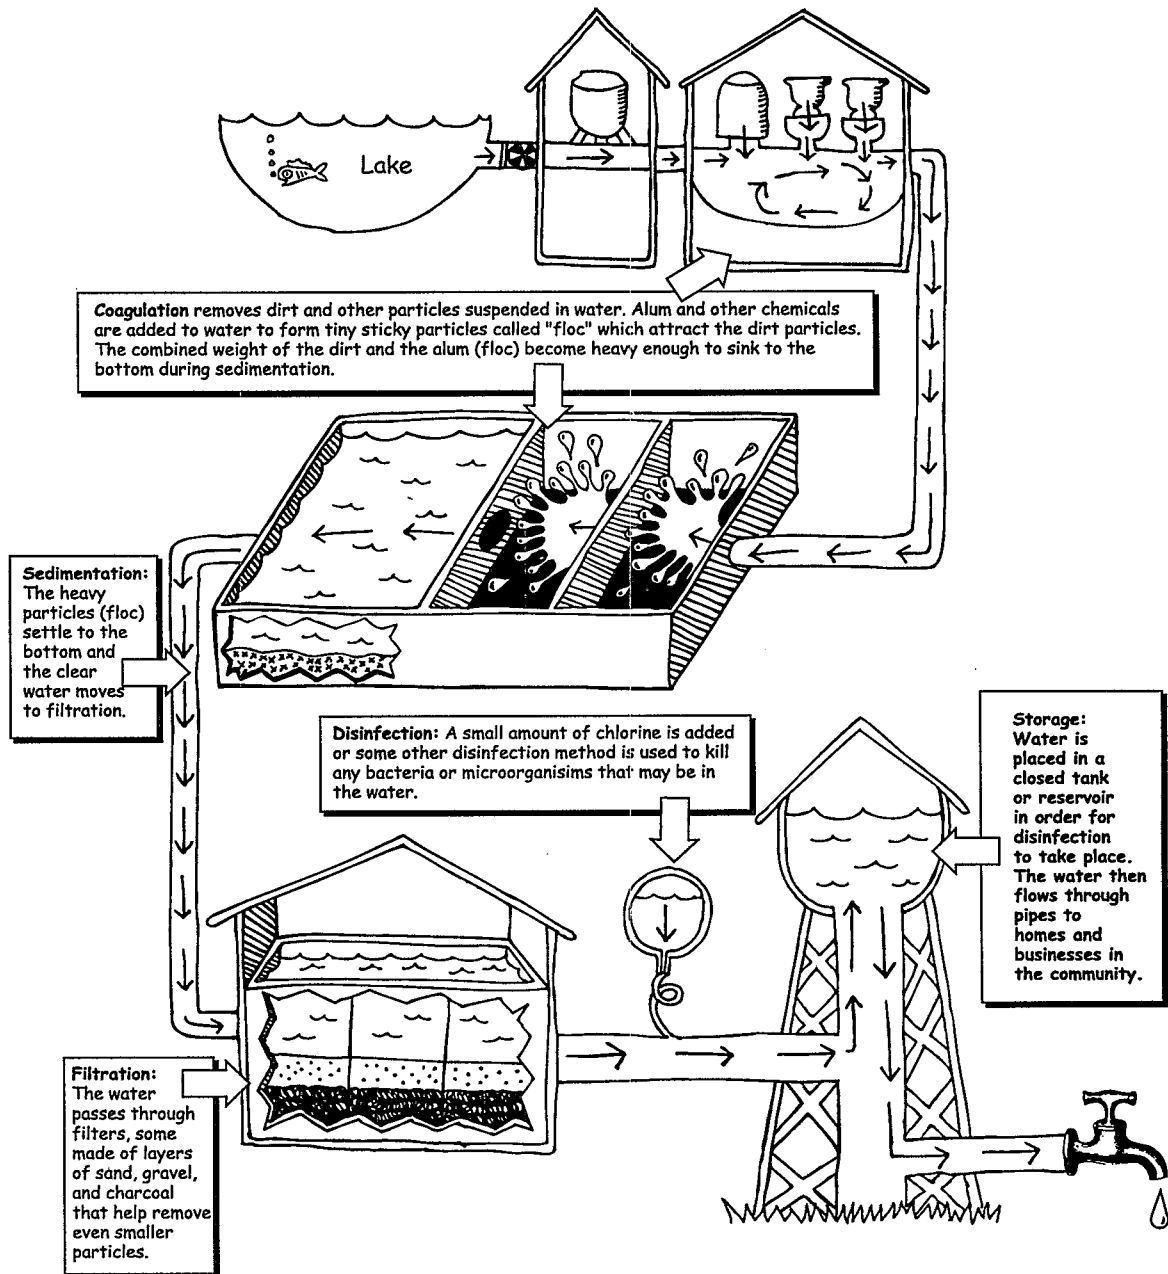 Lake
Coagulation removes dirt and other particles suspended in water. Alum and other chemicals
are added to water to form tiny sticky particles called "floc" which attract the dirt particles.
The combined weight of the dirt and the alum (floc) become heavy enough to sink to the
bottom during sedimentation.
Sedimentation:
The heavy
particles (floc)
settle to the
bottom and
the clear
water moves
to filtration.
Disinfection: A small amount of chlorine is added
or some other disinfection method is used to kill
any bacteria or microorganisims that may be in
the water.
Storage:
Water is
placed in a
closed tank
or reservoir
in order for
disinfection
to take place.
The water then
flows through
pipes to
homes and
businesses in
the community.
Filtration:
The water
passes through
filters, some
made of layers
of sand, gravel,
and charcoal
that help remove
even smaller
particles.